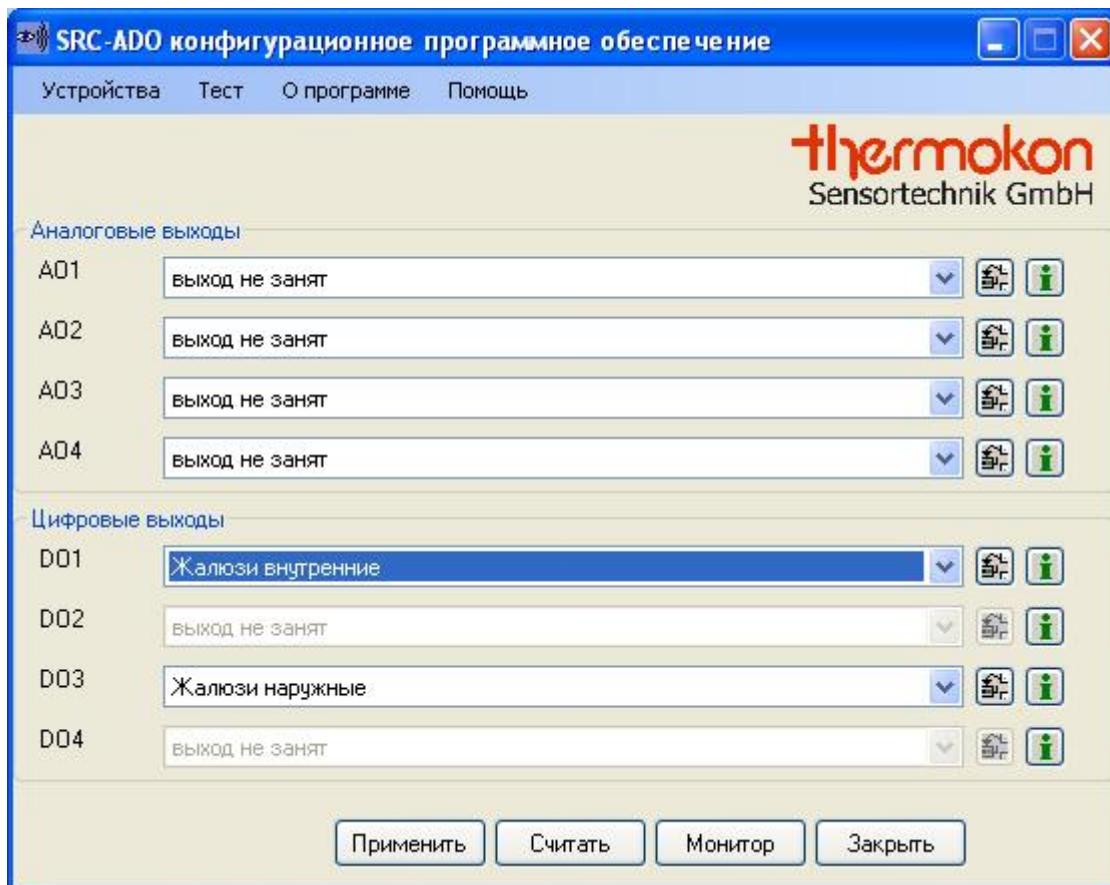 SRC-ADO конфигурационное программное обеспечение
Устройства Тест О программе Помощь
thermokon
Sensortechnik GmbH
Аналоговые выходы
AO1 выход не занят
AO2 выход не занят
AO3 выход не занят
AO4 выход не занят
Цифровые выходы
DO1 Жалюзи внутренние
DO2 выход не занят
DO3 Жалюзи наружные
DO4 выход не занят
Применить Считать Монитор Закрыть